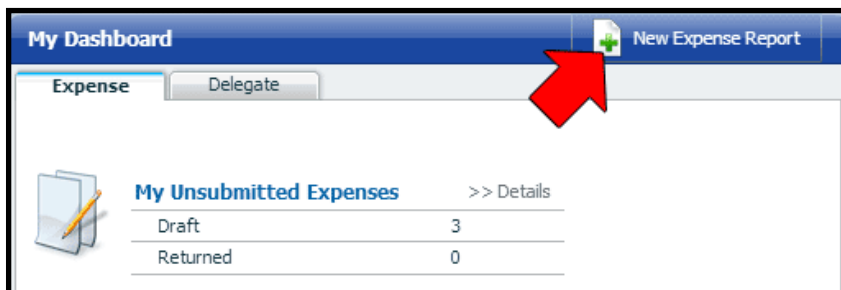 My Dashboard New Expense Report
Expense Delegate
My Unsubmitted Expenses >> Details
Draft 3
Returned 0